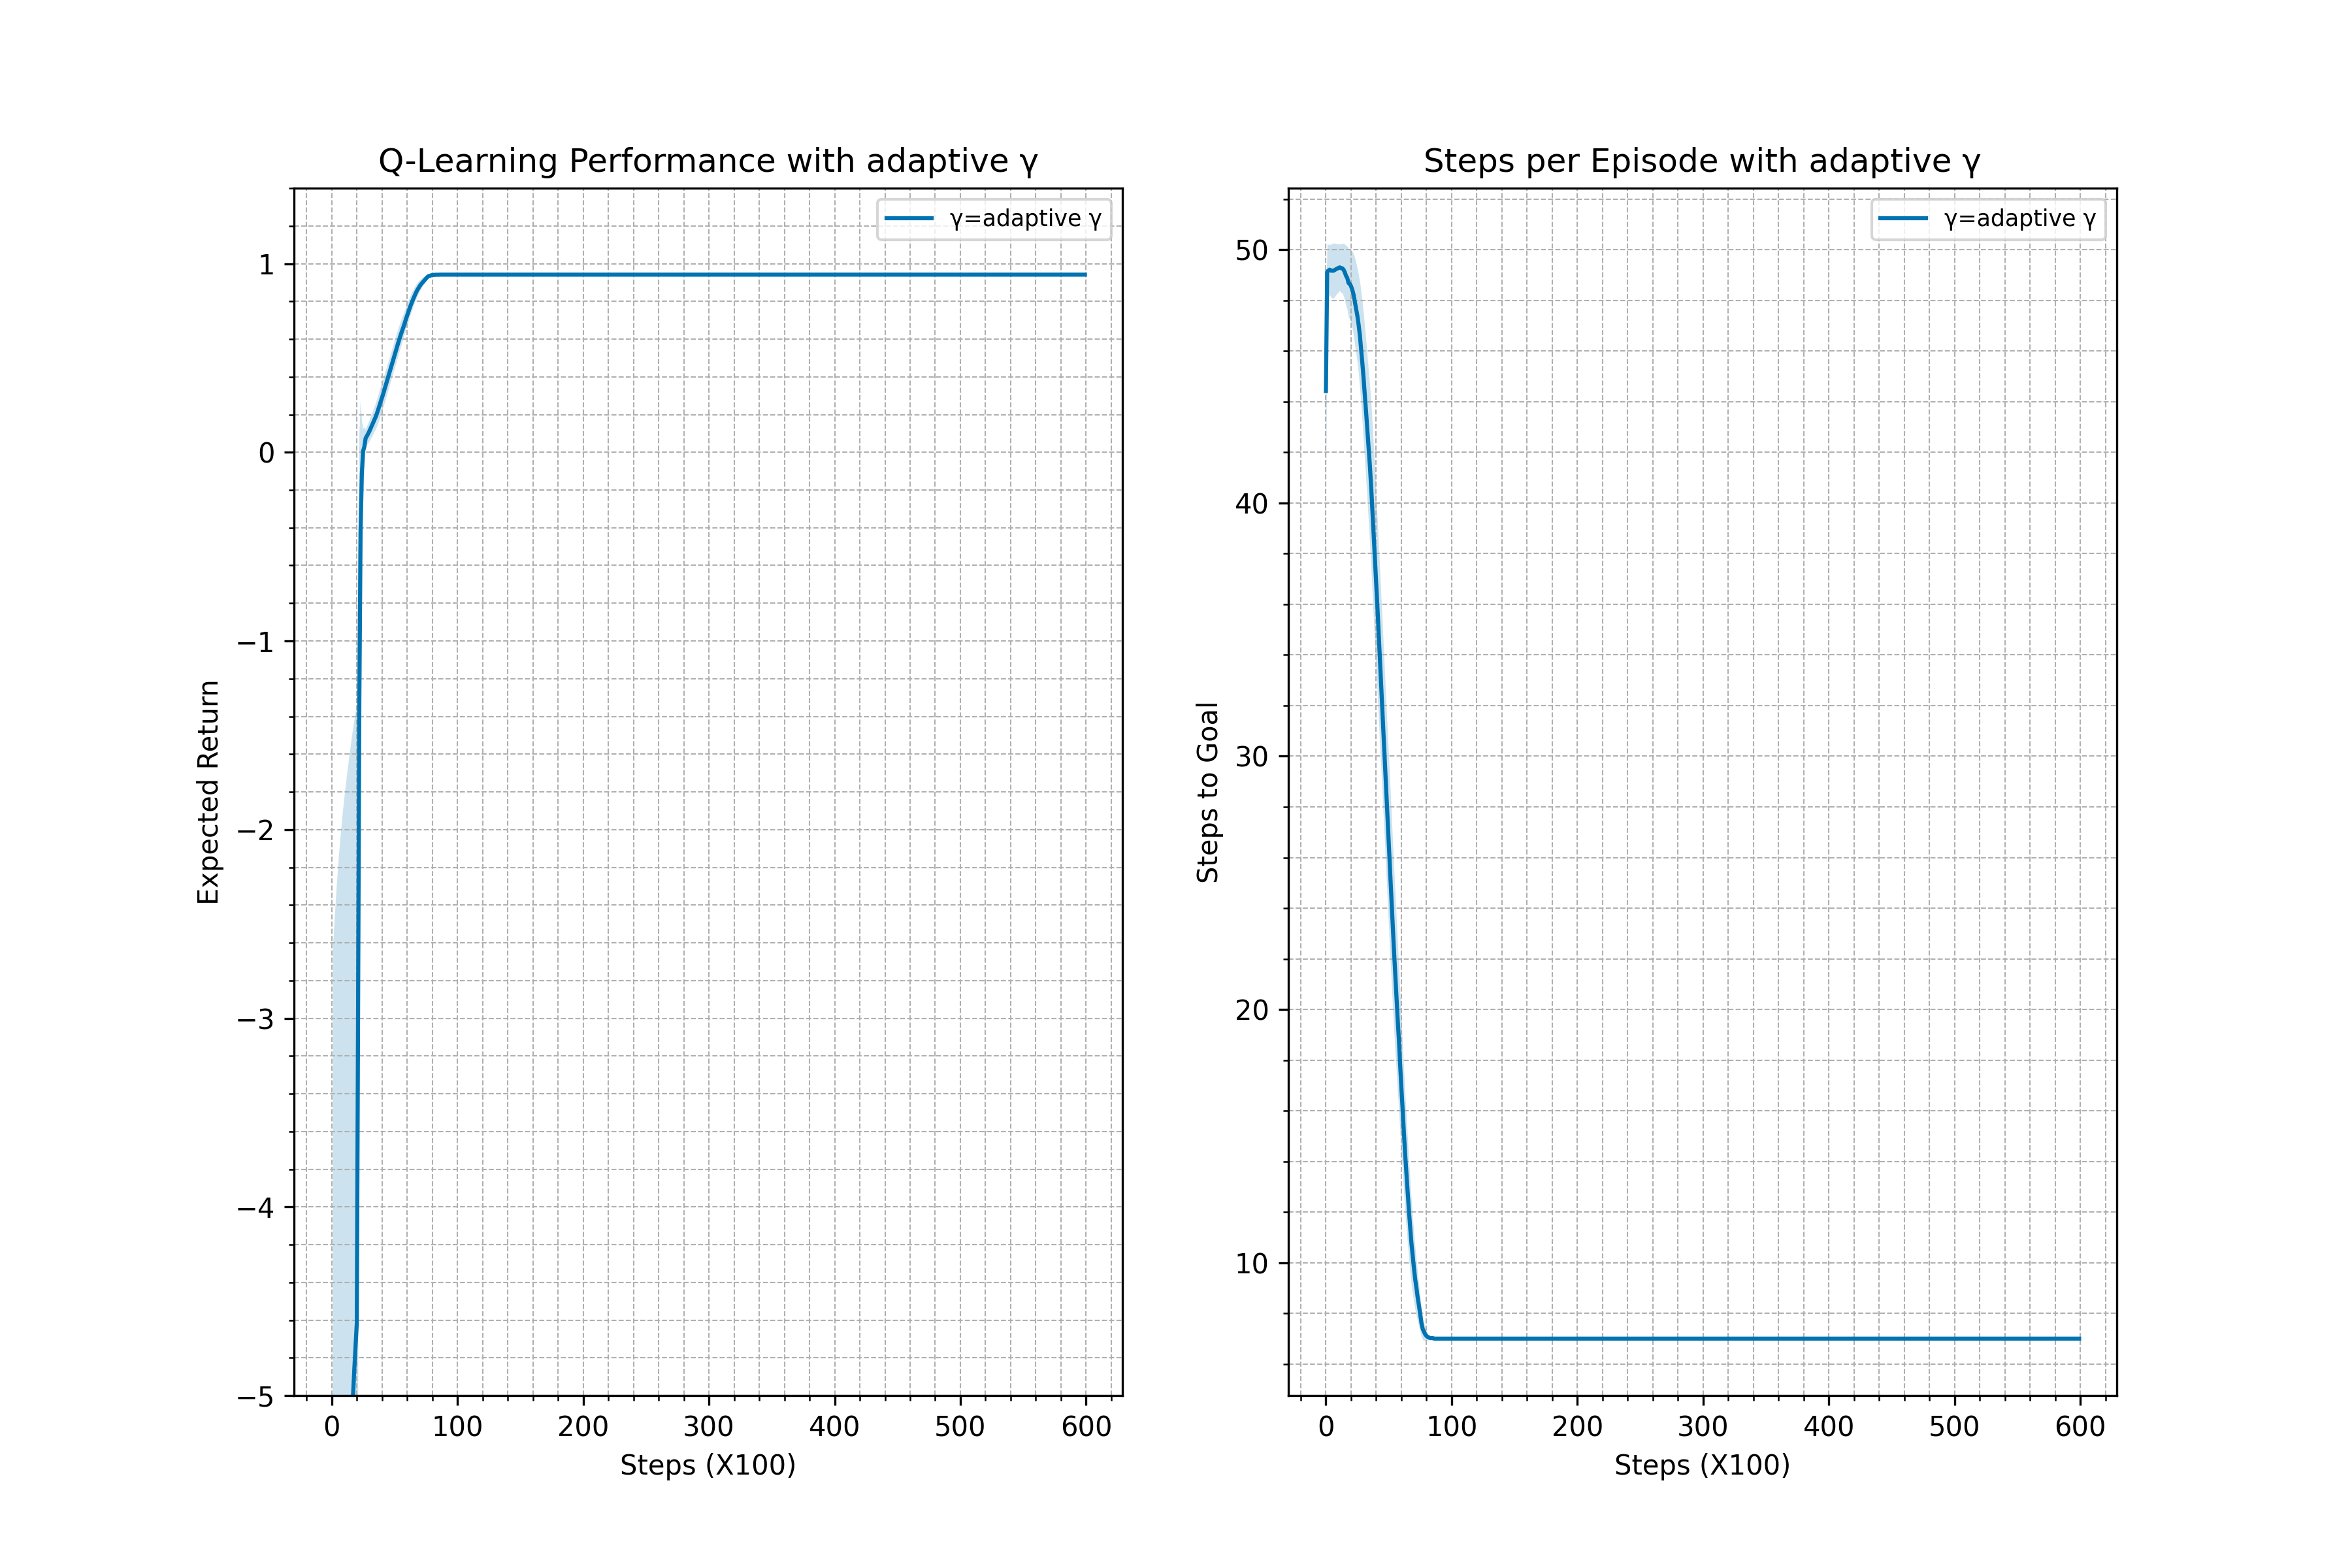 Q-Learning Performance with adaptive γ
γ=adaptive γ
1
0
−1
−2
−3
−4
−5
Expected Return
0 100 200 300 400 500 600
Steps (X100)
Steps per Episode with adaptive γ
γ=adaptive γ
50
40
30
20
10
Steps to Goal
0 100 200 300 400 500 600
Steps (X100)